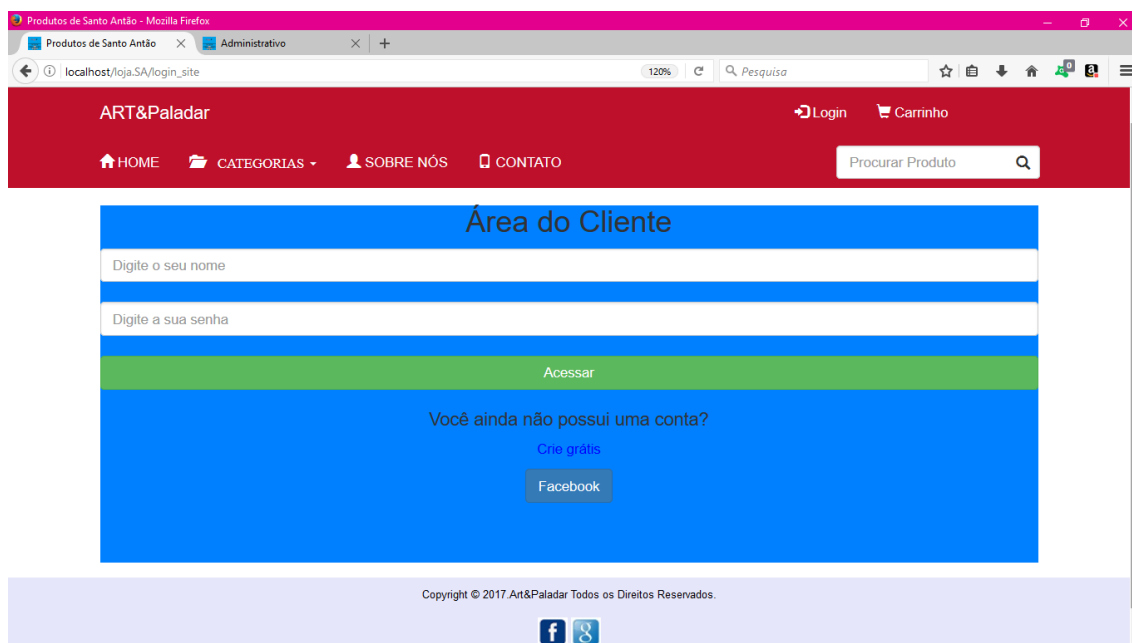 Produtos de Santo Antão - Mozilla Firefox
Produtos de Santo Antão Administrativo
localhost/loja.SA/login_site 120% Pesquisa 0 a
ART&Paladar Login Carrinho
HOME CATEGORIAS SOBRE NÓS CONTATO Procurar Produto
Área do Cliente
Digite o seu nome
Digite a sua senha
Acessar
Você ainda não possui uma conta?
Crie grátis
Facebook
Copyright © 2017.Art&Paladar Todos os Direitos Reservados.
f 8